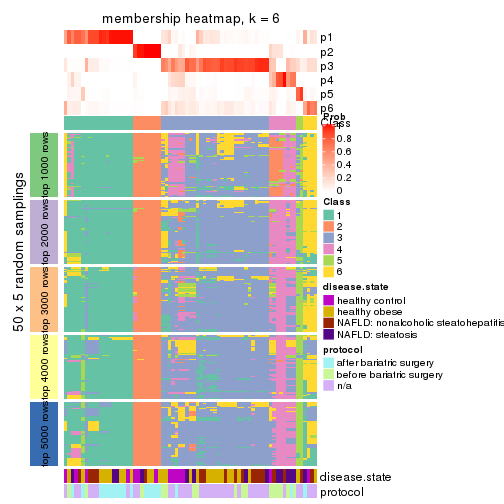 membership heatmap, k = 6
p1
p2
p3
p4
p5
p6
Class
Prob
1
0.8
0.6
0.4
0.2
0
Class
1
2
3
4
5
6
disease.state
healthy control
healthy obese
NAFLD: nonalcoholic steatohepatitis
NAFLD: steatosis
protocol
after bariatric surgery
before bariatric surgery
n/a
50 x 5 random samplings
top 1000 rows
top 2000 rows
top 3000 rows
top 4000 rows
top 5000 rows
disease.state
protocol